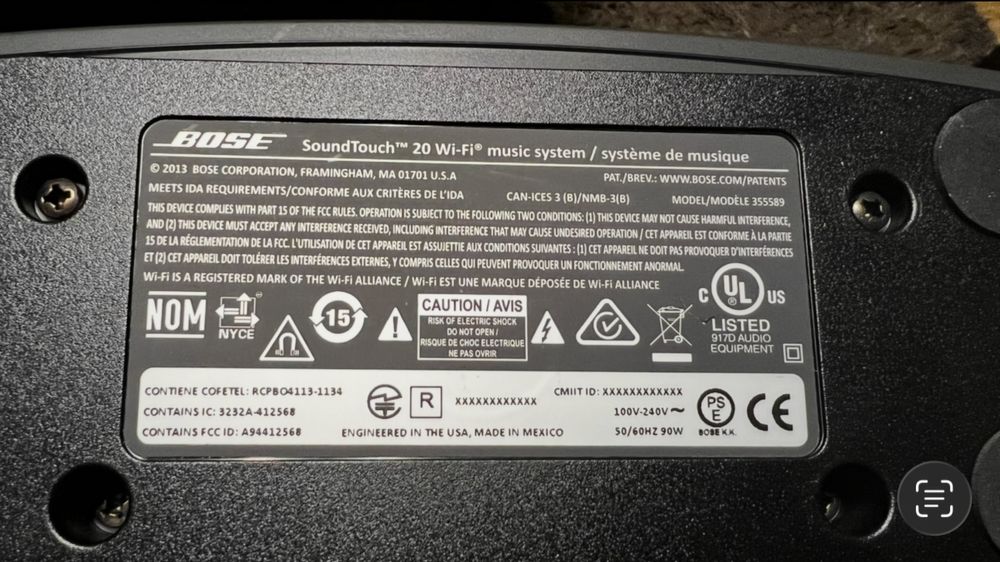 BOSE SoundTouch™ 20 Wi-Fi® music system / système de musique
© 2013 BOSE CORPORATION, FRAMINGHAM, MA 01701 U.S.A PAT./BREV.: WWW.BOSE.COM/PATENTS
MEETS IDA REQUIREMENTS/CONFORME AUX CRITÈRES DE L'IDA CAN-ICES 3 (B)/NMB-3(B) MODEL/MODÈLE 355589
THIS DEVICE COMPLIES WITH PART 15 OF THE FCC RULES. OPERATION IS SUBJECT TO THE FOLLOWING TWO CONDITIONS: (1) THIS DEVICE MAY NOT CAUSE HARMFUL INTERFERENCE,
AND (2) THIS DEVICE MUST ACCEPT ANY INTERFERENCE RECEIVED, INCLUDING INTERFERENCE THAT MAY CAUSE UNDESIRED OPERATION / CET APPAREIL EST CONFORME À LA PARTIE
15 DE LA RÉGLEMENTATION DE LA FCC. L'UTILISATION DE CET APPAREIL EST ASSUJETTIE AUX CONDITIONS SUIVANTES : (1) CET APPAREIL NE DOIT PAS PROVOQUER D'INTERFÉRENCES
ET (2) CET APPAREIL DOIT TOLÉRER LES INTERFÉRENCES EXTERNES, Y COMPRIS CELLES QUI PEUVENT PROVOQUER UN FONCTIONNEMENT ANORMAL.
Wi-Fi IS A REGISTERED MARK OF THE Wi-Fi ALLIANCE / Wi-Fi EST UNE MARQUE DÉPOSÉE DE Wi-Fi ALLIANCE
NOM
NYCE
15
CAUTION / AVIS
RISK OF ELECTRIC SHOCK
DO NOT OPEN /
RISQUE DE CHOC ELECTRIQUE
NE PAS OVRIR
C UL US
LISTED
917D AUDIO
EQUIPMENT
CONTIENE COFETEL: RCPBO4113-1134
CONTAINS IC: 3232A-412568
CONTAINS FCC ID: A94412568
R XXXXXXXXXXXX
ENGINEERED IN THE USA, MADE IN MEXICO
CMIIT ID: XXXXXXXXXXXX
100V-240V ~
50/60HZ 90W
PS
E
BOSE K.K.
CE